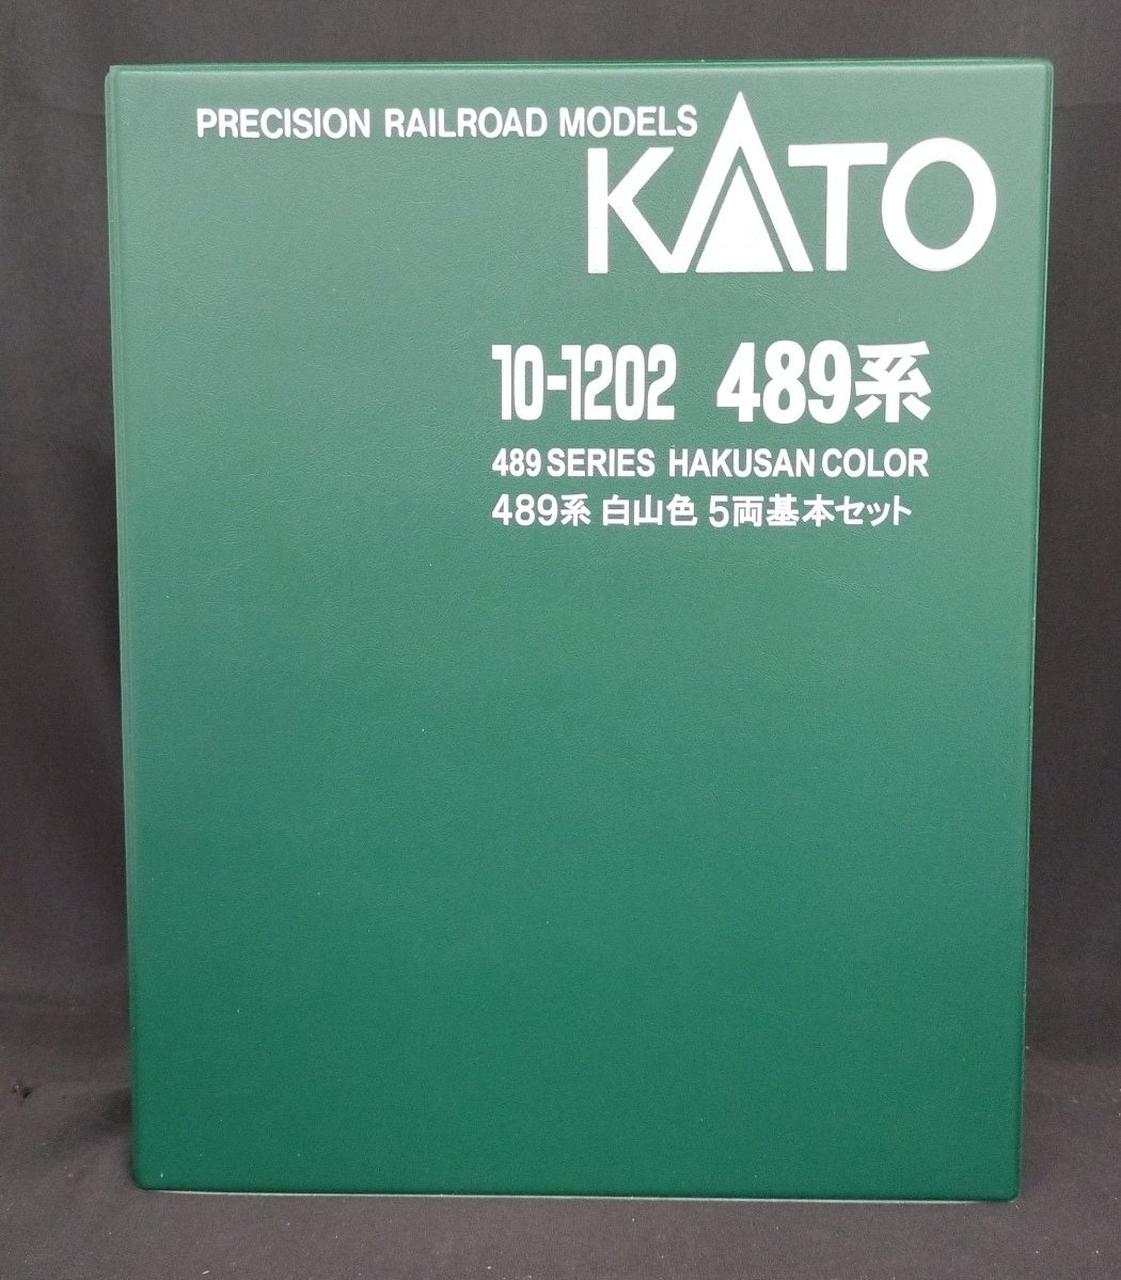 PRECISION RAILROAD MODELS
KATO
10-1202 489系
489 SERIES HAKUSAN COLOR
489系 白山色 5両基本セット